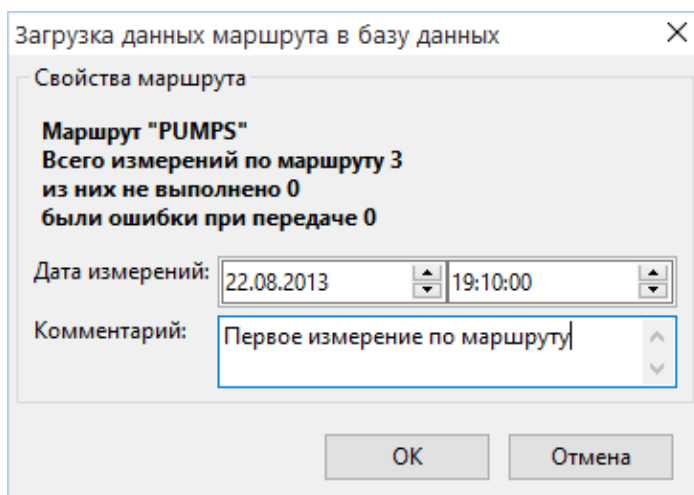 Загрузка данных маршрута в базу данных
Свойства маршрута
Маршрут "PUMPS"
Всего измерений по маршруту 3
из них не выполнено 0
были ошибки при передаче 0
Дата измерений: 22.08.2013 19:10:00
Комментарий: Первое измерение по маршруту
OK Отмена